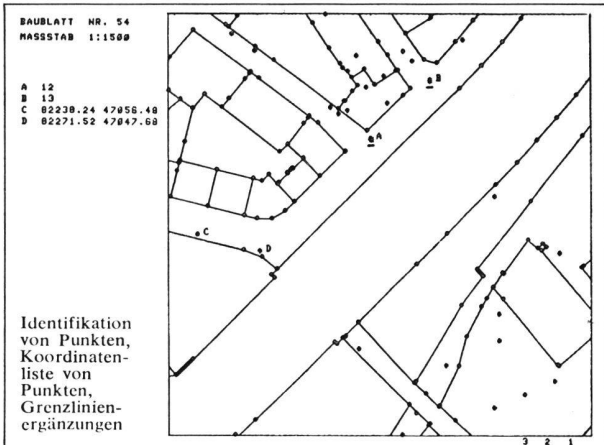 BAUBLATT NR. 54
MASSSTAB 1:1500
A 12
B 13
C 82238.24 47056.48
D 82271.52 47047.68
B
A
C
D
Identifikation
von Punkten,
Koordinaten-
liste von
Punkten,
Grenzlinien-
ergänzungen
3 2 1